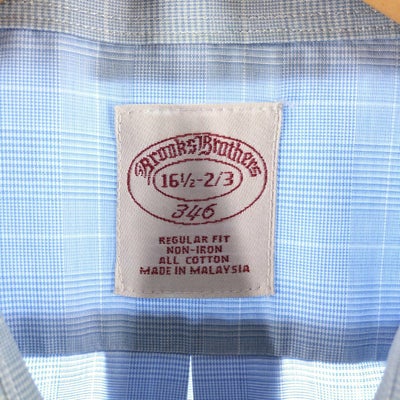 Brooks Brothers
16½-2/3
346
REGULAR FIT
NON-IRON
ALL COTTON
MADE IN MALAYSIA